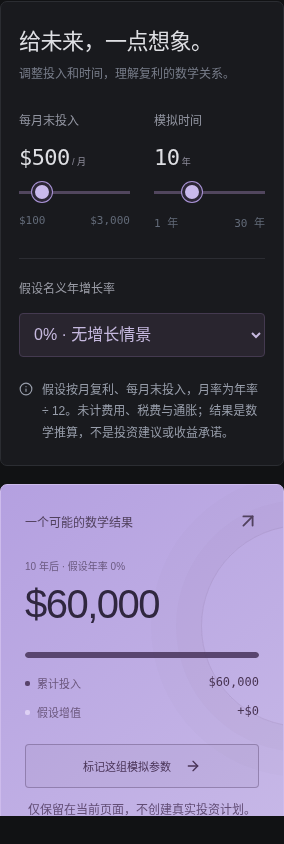 给未来，一点想象。
调整投入和时间，理解复利的数学关系。
每月末投入 模拟时间
$500 / 月 10 年
$100 $3,000 1 年 30 年
假设名义年增长率
0% · 无增长情景
假设按月复利、每月末投入，月率为年率
÷ 12。未计费用、税费与通胀；结果是数
学推算，不是投资建议或收益承诺。
一个可能的数学结果
10 年后 · 假设年率 0%
$60,000
累计投入 $60,000
假设增值 +$0
标记这组模拟参数
仅保留在当前页面，不创建真实投资计划。